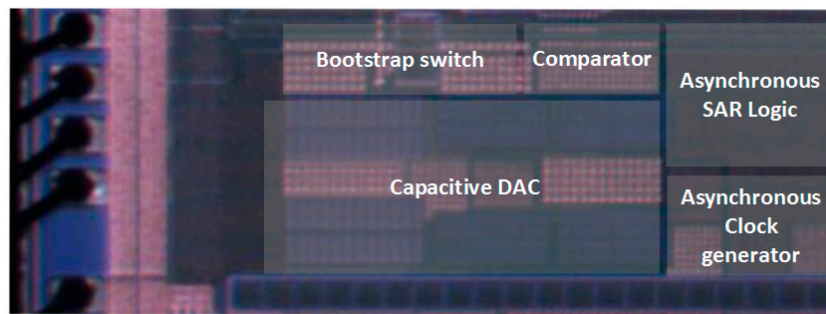 Bootstrap switch
Comparator
Asynchronous
SAR Logic
Capacitive DAC
Asynchronous
Clock
generator